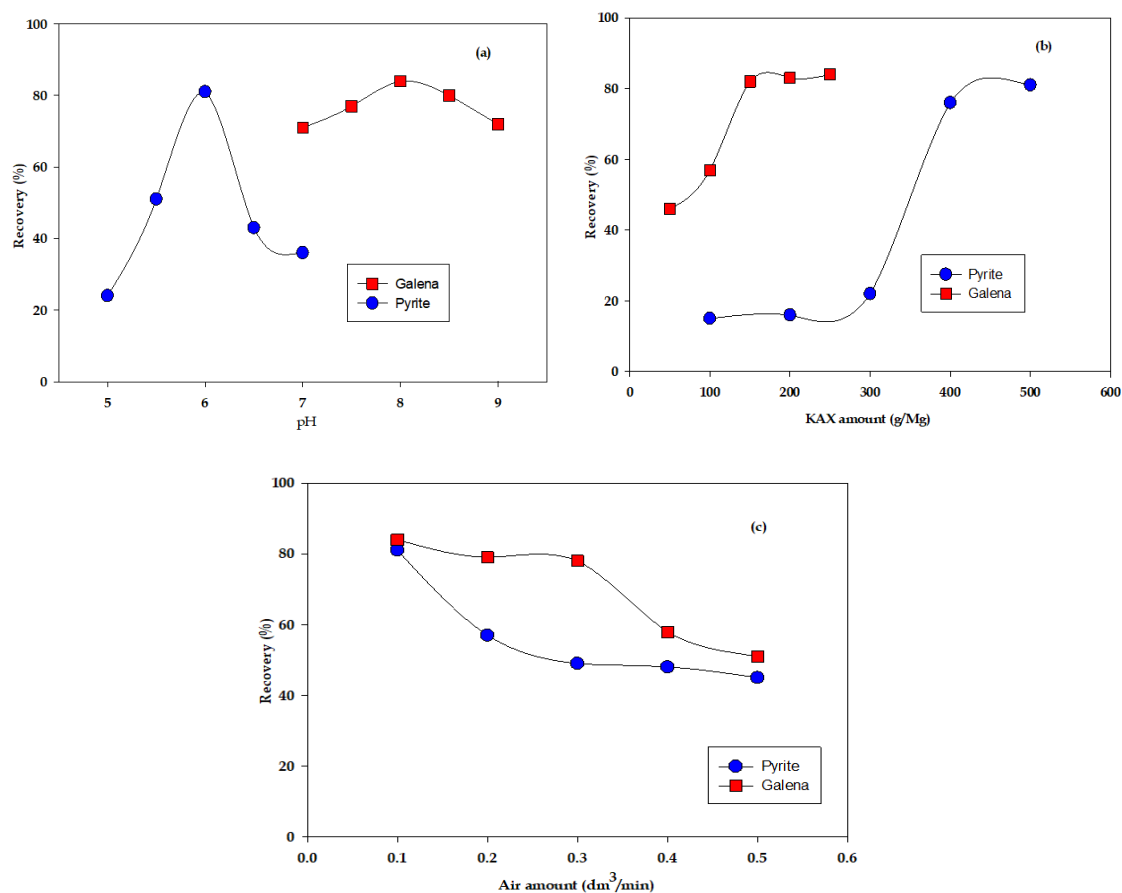 (a)
Recovery (%)
100
80
60
40
20
0
Galena
Pyrite
5 6 7 8 9
pH
(b)
Recovery (%)
100
80
60
40
20
0
Pyrite
Galena
0 100 200 300 400 500 600
KAX amount (g/Mg)
(c)
Recovery (%)
100
80
60
40
20
0
Pyrite
Galena
0.0 0.1 0.2 0.3 0.4 0.5 0.6
Air amount (dm³/min)